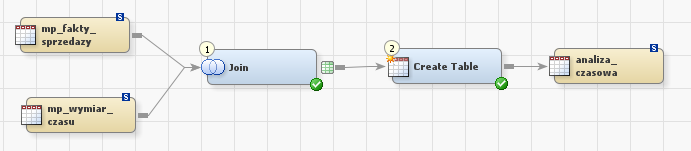 mp_fakty_
sprzedazy
S
1
Join
mp_wymiar_
czasu
S
2
Create Table
analiza_
czasowa
S